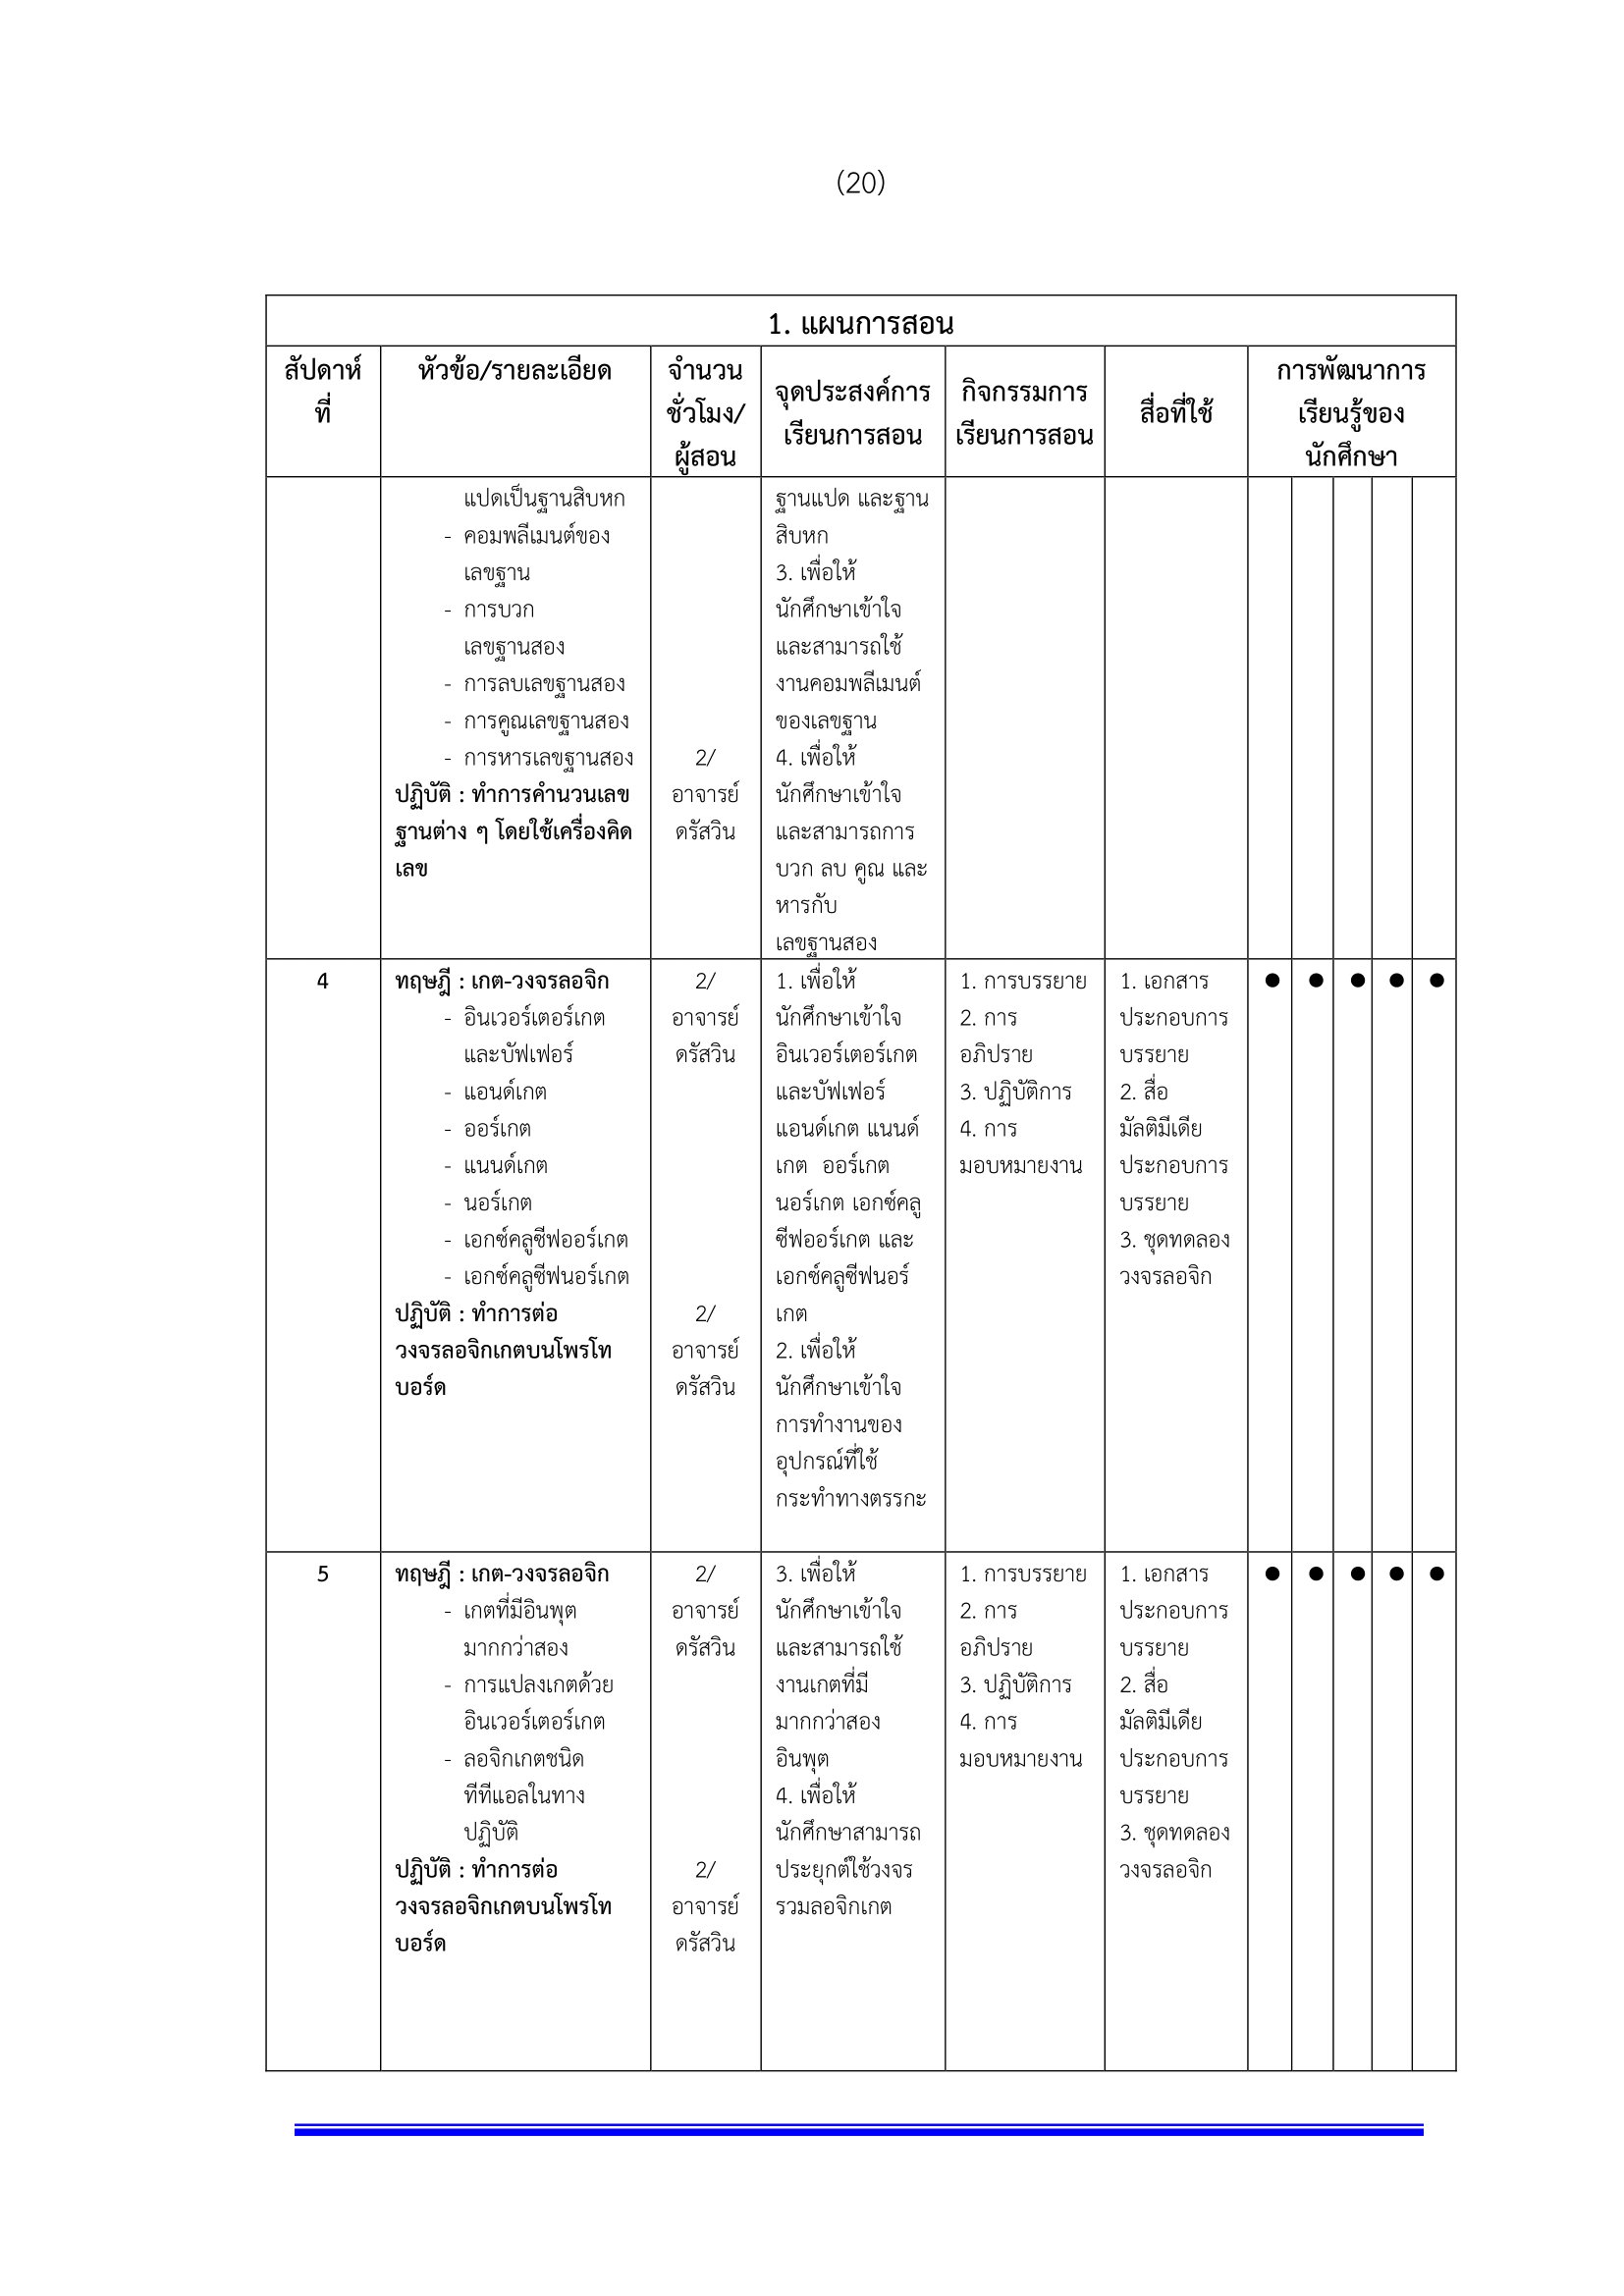 (20)
1. แผนการสอน
สัปดาห์
ที่
หัวข้อ/รายละเอียด
จำนวน
ชั่วโมง/
ผู้สอน
จุดประสงค์การ
เรียนการสอน
กิจกรรมการ
เรียนการสอน
สื่อที่ใช้
การพัฒนาการ
เรียนรู้ของ
นักศึกษา
แปดเป็นฐานสิบหก
- คอมพลีเมนต์ของ
เลขฐาน
- การบวก
เลขฐานสอง
- การลบเลขฐานสอง
- การคูณเลขฐานสอง
- การหารเลขฐานสอง
ปฏิบัติ : ทำการคำนวนเลข
ฐานต่าง ๆ โดยใช้เครื่องคิด
เลข
2/
อาจารย์
ดรัสวิน
ฐานแปด และฐาน
สิบหก
3. เพื่อให้
นักศึกษาเข้าใจ
และสามารถใช้
งานคอมพลีเมนต์
ของเลขฐาน
4. เพื่อให้
นักศึกษาเข้าใจ
และสามารถการ
บวก ลบ คูณ และ
หารกับ
เลขฐานสอง
4
ทฤษฎี : เกต-วงจรลอจิก
- อินเวอร์เตอร์เกต
และบัฟเฟอร์
- แอนด์เกต
- ออร์เกต
- แนนด์เกต
- นอร์เกต
- เอกซ์คลูซีฟออร์เกต
- เอกซ์คลูซีฟนอร์เกต
ปฏิบัติ : ทำการต่อ
วงจรลอจิกเกตบนโพรโท
บอร์ด
2/
อาจารย์
ดรัสวิน
2/
อาจารย์
ดรัสวิน
1. เพื่อให้
นักศึกษาเข้าใจ
อินเวอร์เตอร์เกต
และบัฟเฟอร์
แอนด์เกต แนนด์
เกต ออร์เกต
นอร์เกต เอกซ์คลู
ซีฟออร์เกต และ
เอกซ์คลูซีฟนอร์
เกต
2. เพื่อให้
นักศึกษาเข้าใจ
การทำงานของ
อุปกรณ์ที่ใช้
กระทำทางตรรกะ
1. การบรรยาย
2. การ
อภิปราย
3. ปฏิบัติการ
4. การ
มอบหมายงาน
1. เอกสาร
ประกอบการ
บรรยาย
2. สื่อ
มัลติมีเดีย
ประกอบการ
บรรยาย
3. ชุดทดลอง
วงจรลอจิก
● ● ● ● ●
5
ทฤษฎี : เกต-วงจรลอจิก
- เกตที่มีอินพุต
มากกว่าสอง
- การแปลงเกตด้วย
อินเวอร์เตอร์เกต
- ลอจิกเกตชนิด
ทีทีแอลในทาง
ปฏิบัติ
ปฏิบัติ : ทำการต่อ
วงจรลอจิกเกตบนโพรโท
บอร์ด
2/
อาจารย์
ดรัสวิน
2/
อาจารย์
ดรัสวิน
3. เพื่อให้
นักศึกษาเข้าใจ
และสามารถใช้
งานเกตที่มี
มากกว่าสอง
อินพุต
4. เพื่อให้
นักศึกษาสามารถ
ประยุกต์ใช้วงจร
รวมลอจิกเกต
1. การบรรยาย
2. การ
อภิปราย
3. ปฏิบัติการ
4. การ
มอบหมายงาน
1. เอกสาร
ประกอบการ
บรรยาย
2. สื่อ
มัลติมีเดีย
ประกอบการ
บรรยาย
3. ชุดทดลอง
วงจรลอจิก
● ● ● ● ●